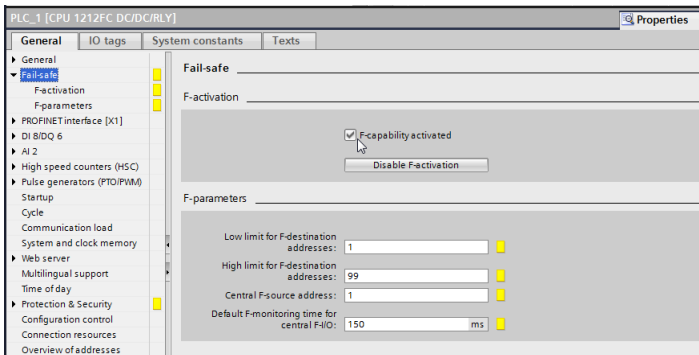 PLC_1 [CPU 1212FC DC/DC/RLY]
Properties
General
IO tags
System constants
Texts
General
Fail-safe
F-activation
F-parameters
PROFINET interface [X1]
DI 8/DQ 6
AI 2
High speed counters (HSC)
Pulse generators (PTO/PWM)
Startup
Cycle
Communication load
System and clock memory
Web server
Multilingual support
Time of day
Protection & Security
Configuration control
Connection resources
Overview of addresses
Fail-safe
F-activation
F-capability activated
Disable F-activation
F-parameters
Low limit for F-destination
addresses:
1
High limit for F-destination
addresses:
99
Central F-source address:
1
Default F-monitoring time for
central F-I/O:
150
ms